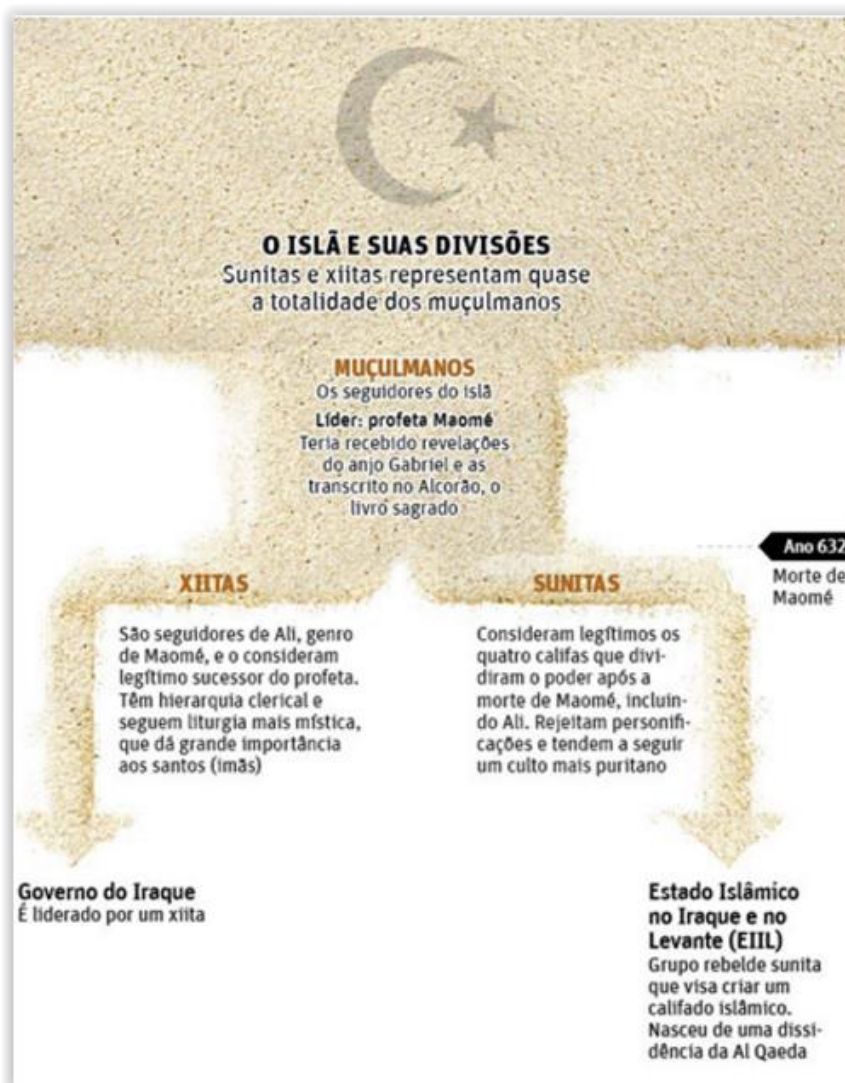 O ISLÃ E SUAS DIVISÕES
Sunitas e xiitas representam quase
a totalidade dos muçulmanos
MUÇULMANOS
Os seguidores do islã
Líder: profeta Maomé
Teria recebido revelações
do anjo Gabriel e as
transcrito no Alcorão, o
livro sagrado
Ano 632
Morte de
Maomé
XIITAS
São seguidores de Ali, genro
de Maomé, e o consideram
legítimo sucessor do profeta.
Têm hierarquia clerical e
seguem liturgia mais mística,
que dá grande importância
aos santos (imãs)
SUNITAS
Consideram legítimos os
quatro califas que divi-
diram o poder após a
morte de Maomé, incluin-
do Ali. Rejeitam personifi-
cações e tendem a seguir
um culto mais puritano
Governo do Iraque
É liderado por um xiita
Estado Islâmico
no Iraque e no
Levante (EIIL)
Grupo rebelde sunita
que visa criar um
califado islâmico.
Nasceu de uma dissi-
dência da Al Qaeda